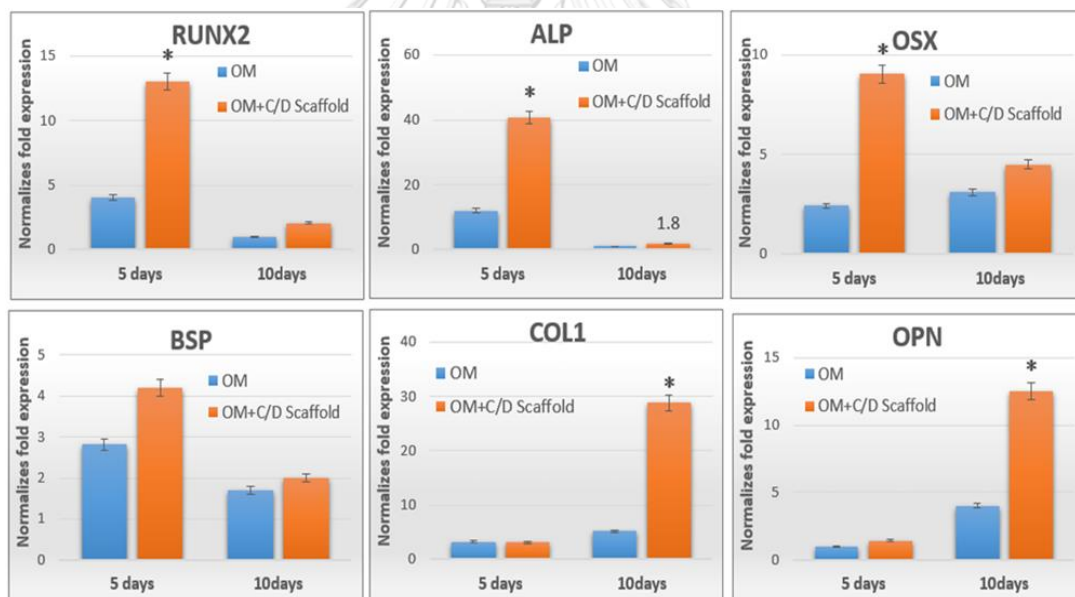 RUNX2
Normalizes fold expression
15
10
5
0
*
OM
OM+C/D Scaffold
5 days
10days
ALP
Normalizes fold expression
60
40
20
0
*
1.8
OM
OM+C/D Scaffold
5 days
10days
OSX
Normalizes fold expression
10
5
0
*
OM
OM+C/D Scaffold
5 days
10days
BSP
Normalizes fold expression
5
4
3
2
1
0
OM
OM+C/D Scaffold
5 days
10days
COL1
Normalizes fold expression
40
30
20
10
0
*
OM
OM+C/D Scaffold
5 days
10days
OPN
Normalizes fold expression
15
10
5
0
*
OM
OM+C/D Scaffold
5 days
10days